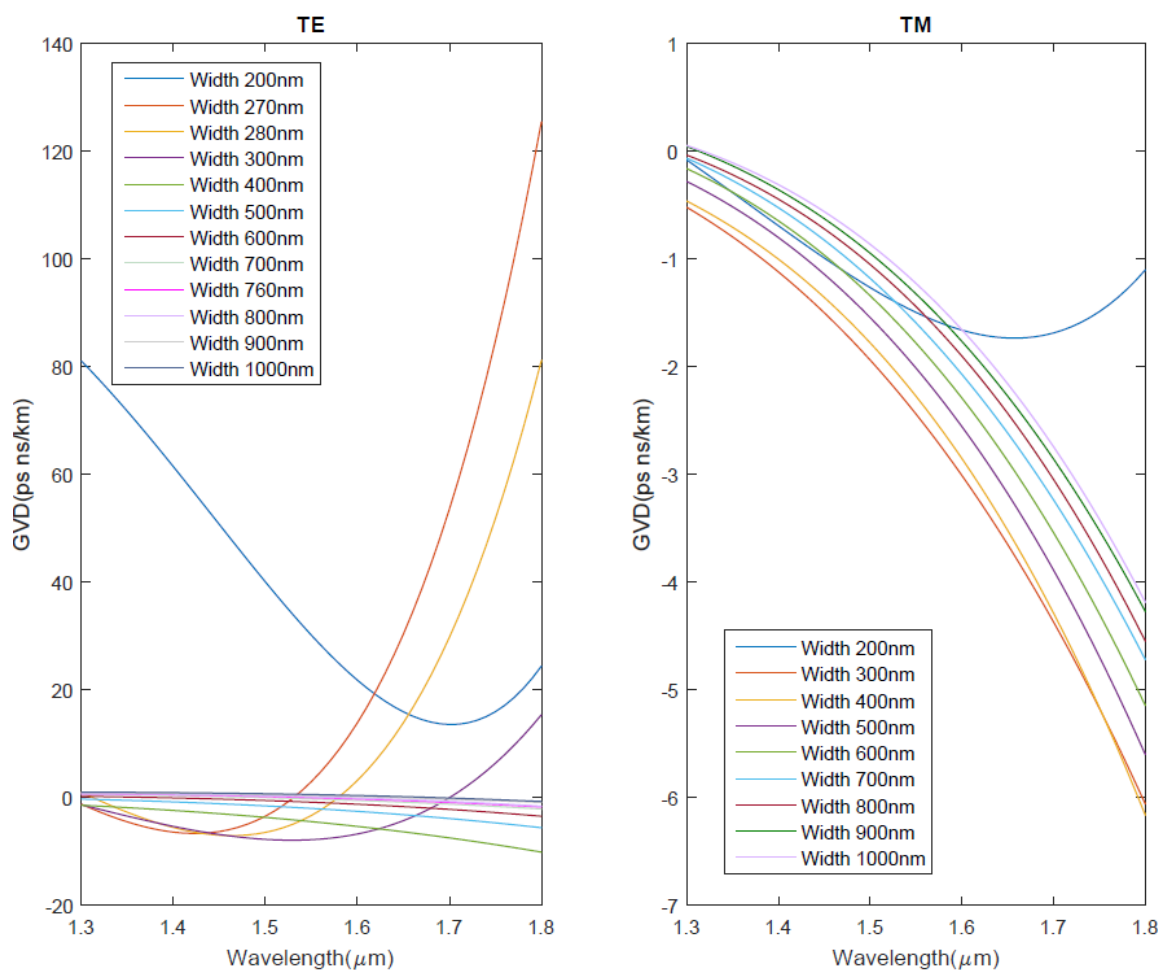 TE
140
120
100
80
60
40
20
0
-20
GVD(ps ns/km)
Width 200nm
Width 270nm
Width 280nm
Width 300nm
Width 400nm
Width 500nm
Width 600nm
Width 700nm
Width 760nm
Width 800nm
Width 900nm
Width 1000nm
1.3 1.4 1.5 1.6 1.7 1.8
Wavelength(μm)
TM
1
0
-1
-2
-3
-4
-5
-6
-7
GVD(ps ns/km)
Width 200nm
Width 300nm
Width 400nm
Width 500nm
Width 600nm
Width 700nm
Width 800nm
Width 900nm
Width 1000nm
1.3 1.4 1.5 1.6 1.7 1.8
Wavelength(μm)